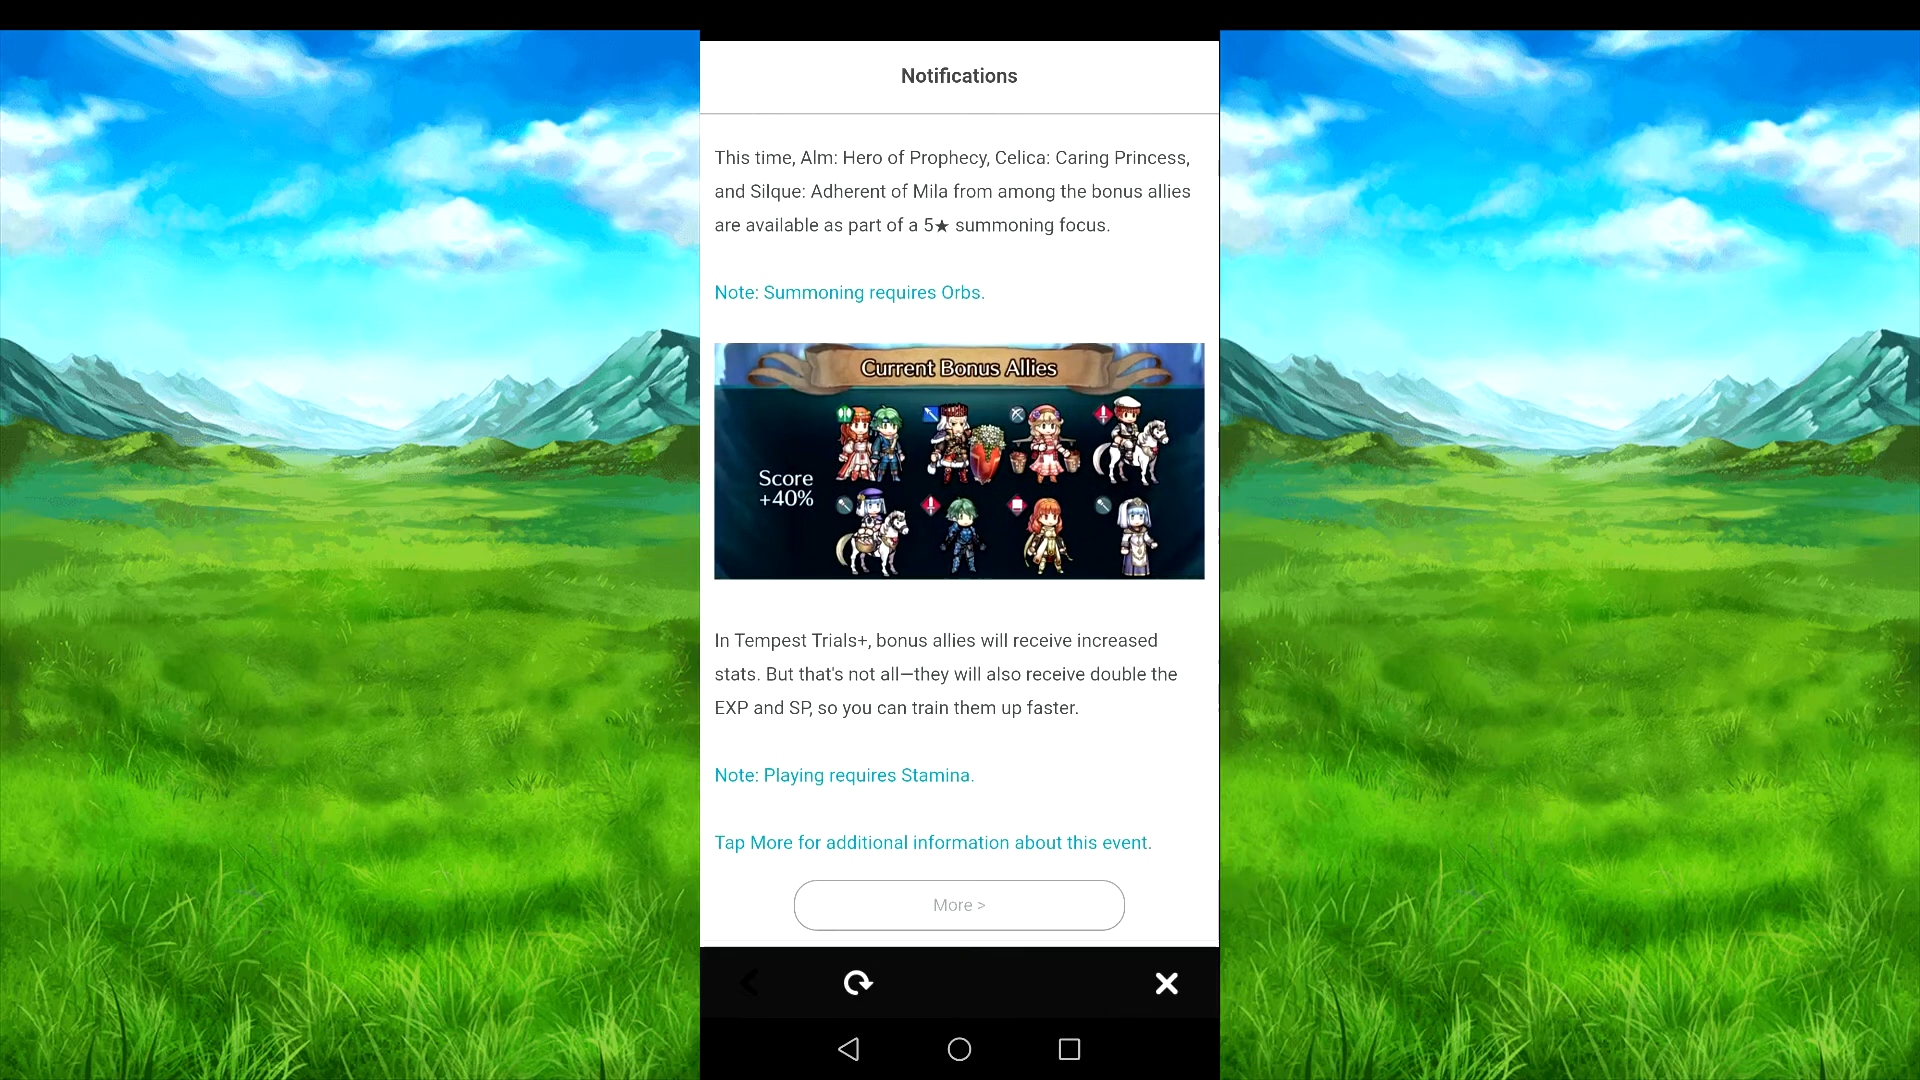 Notifications
This time, Alm: Hero of Prophecy, Celica: Caring Princess,
and Silque: Adherent of Mila from among the bonus allies
are available as part of a 5★ summoning focus.
Note: Summoning requires Orbs.
Current Bonus Allies
Score
+40%
In Tempest Trials+, bonus allies will receive increased
stats. But that's not all—they will also receive double the
EXP and SP, so you can train them up faster.
Note: Playing requires Stamina.
Tap More for additional information about this event.
More >